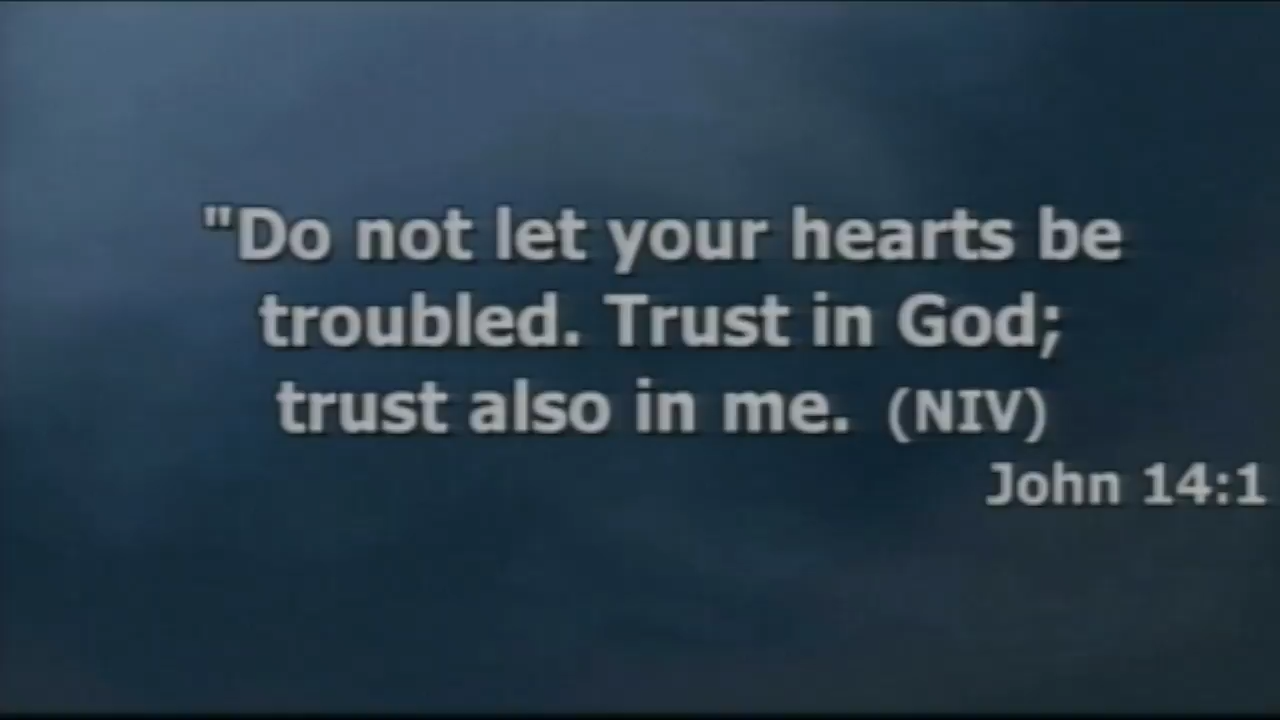 "Do not let your hearts be
troubled. Trust in God;
trust also in me. (NIV)
John 14:1